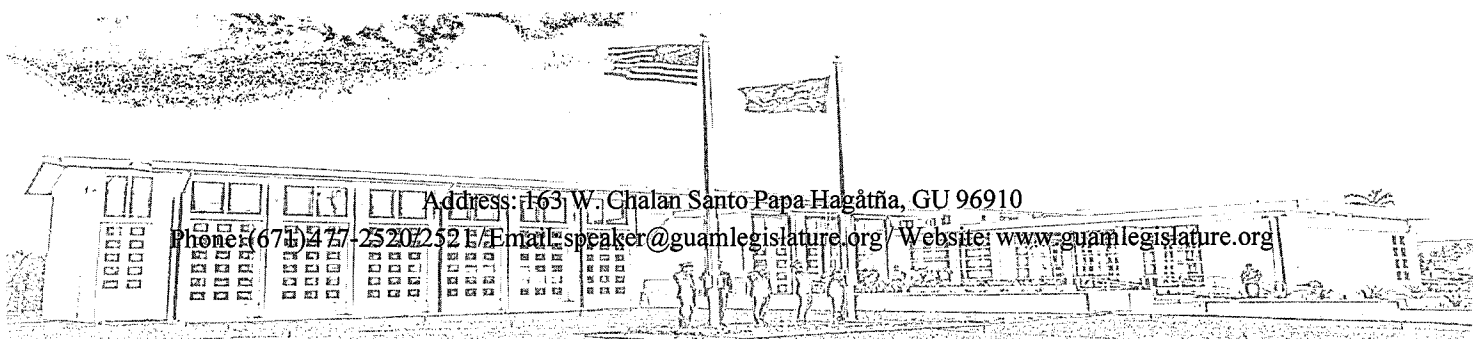 Address: 163 W. Chalan Santo Papa Hagåtña, GU 96910
Phone: (671) 477-2520/2521 / Email: speaker@guamlegislature.org / Website: www.guamlegislature.org